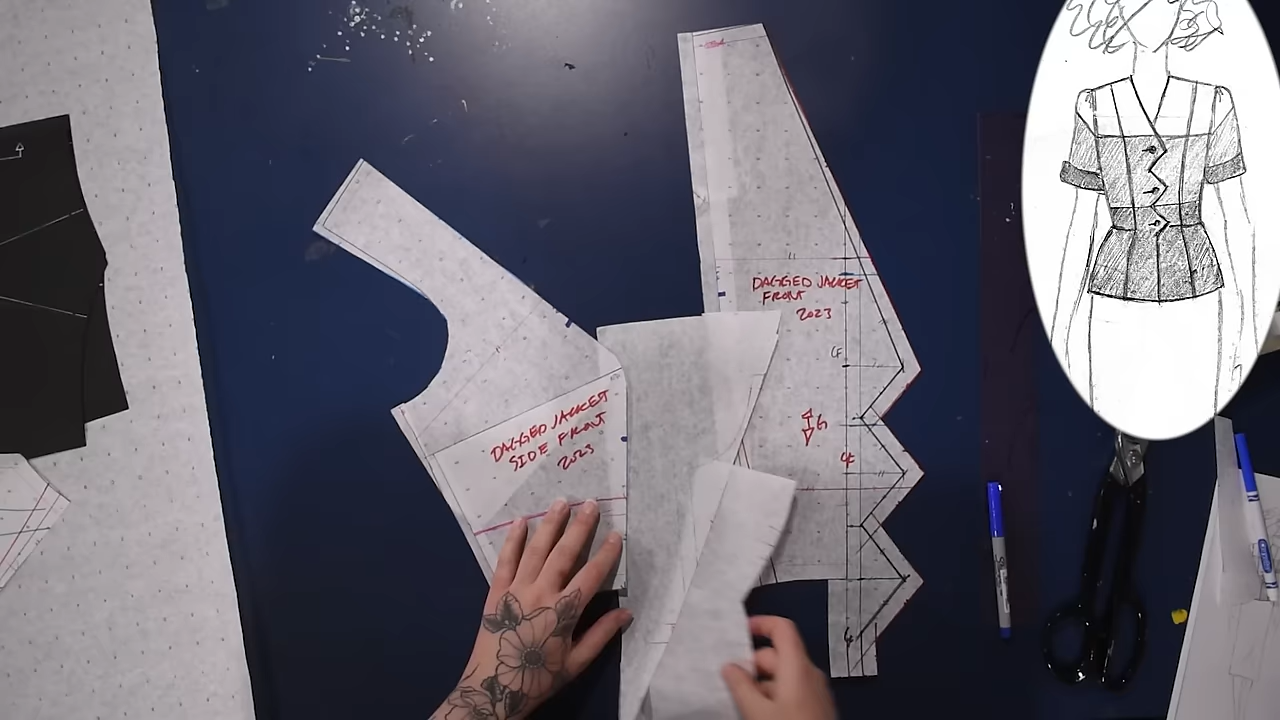 DAGGED JACKET
FRONT
2023
CF
G
DAGGED JACKET
SIDE FRONT
2023